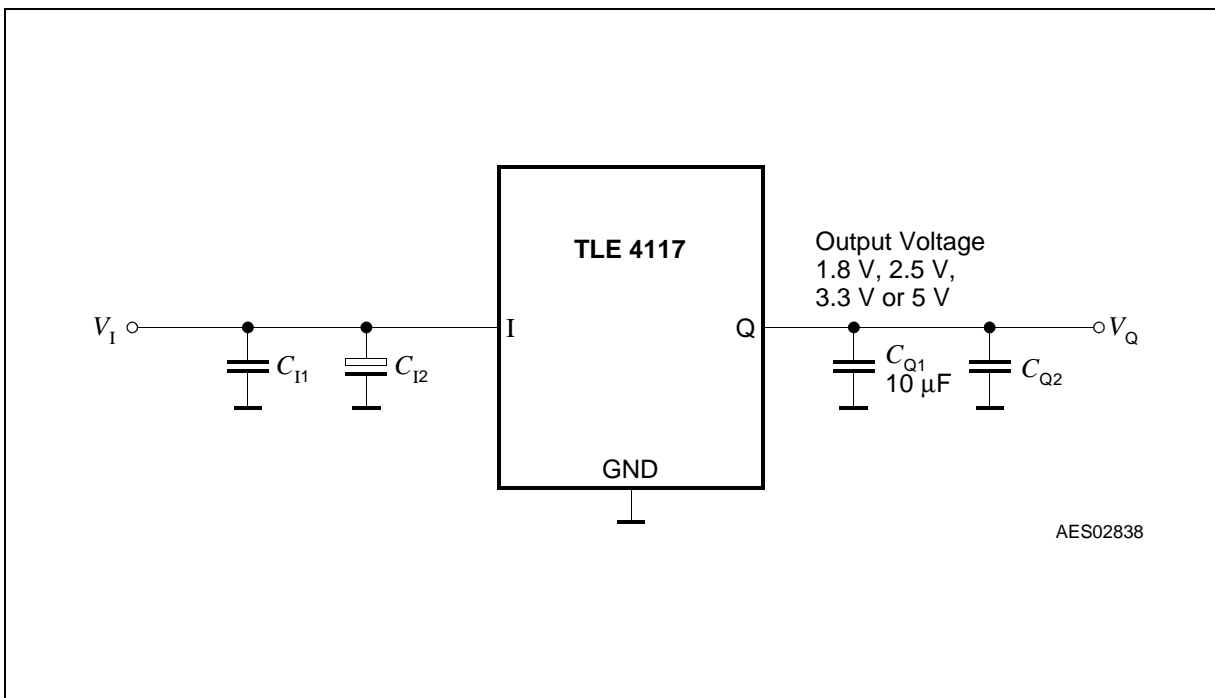 TLE 4117
Output Voltage
1.8 V, 2.5 V,
3.3 V or 5 V
V_I
I
Q
V_Q
C_I1
C_I2
C_Q1
10 μF
C_Q2
GND
AES02838